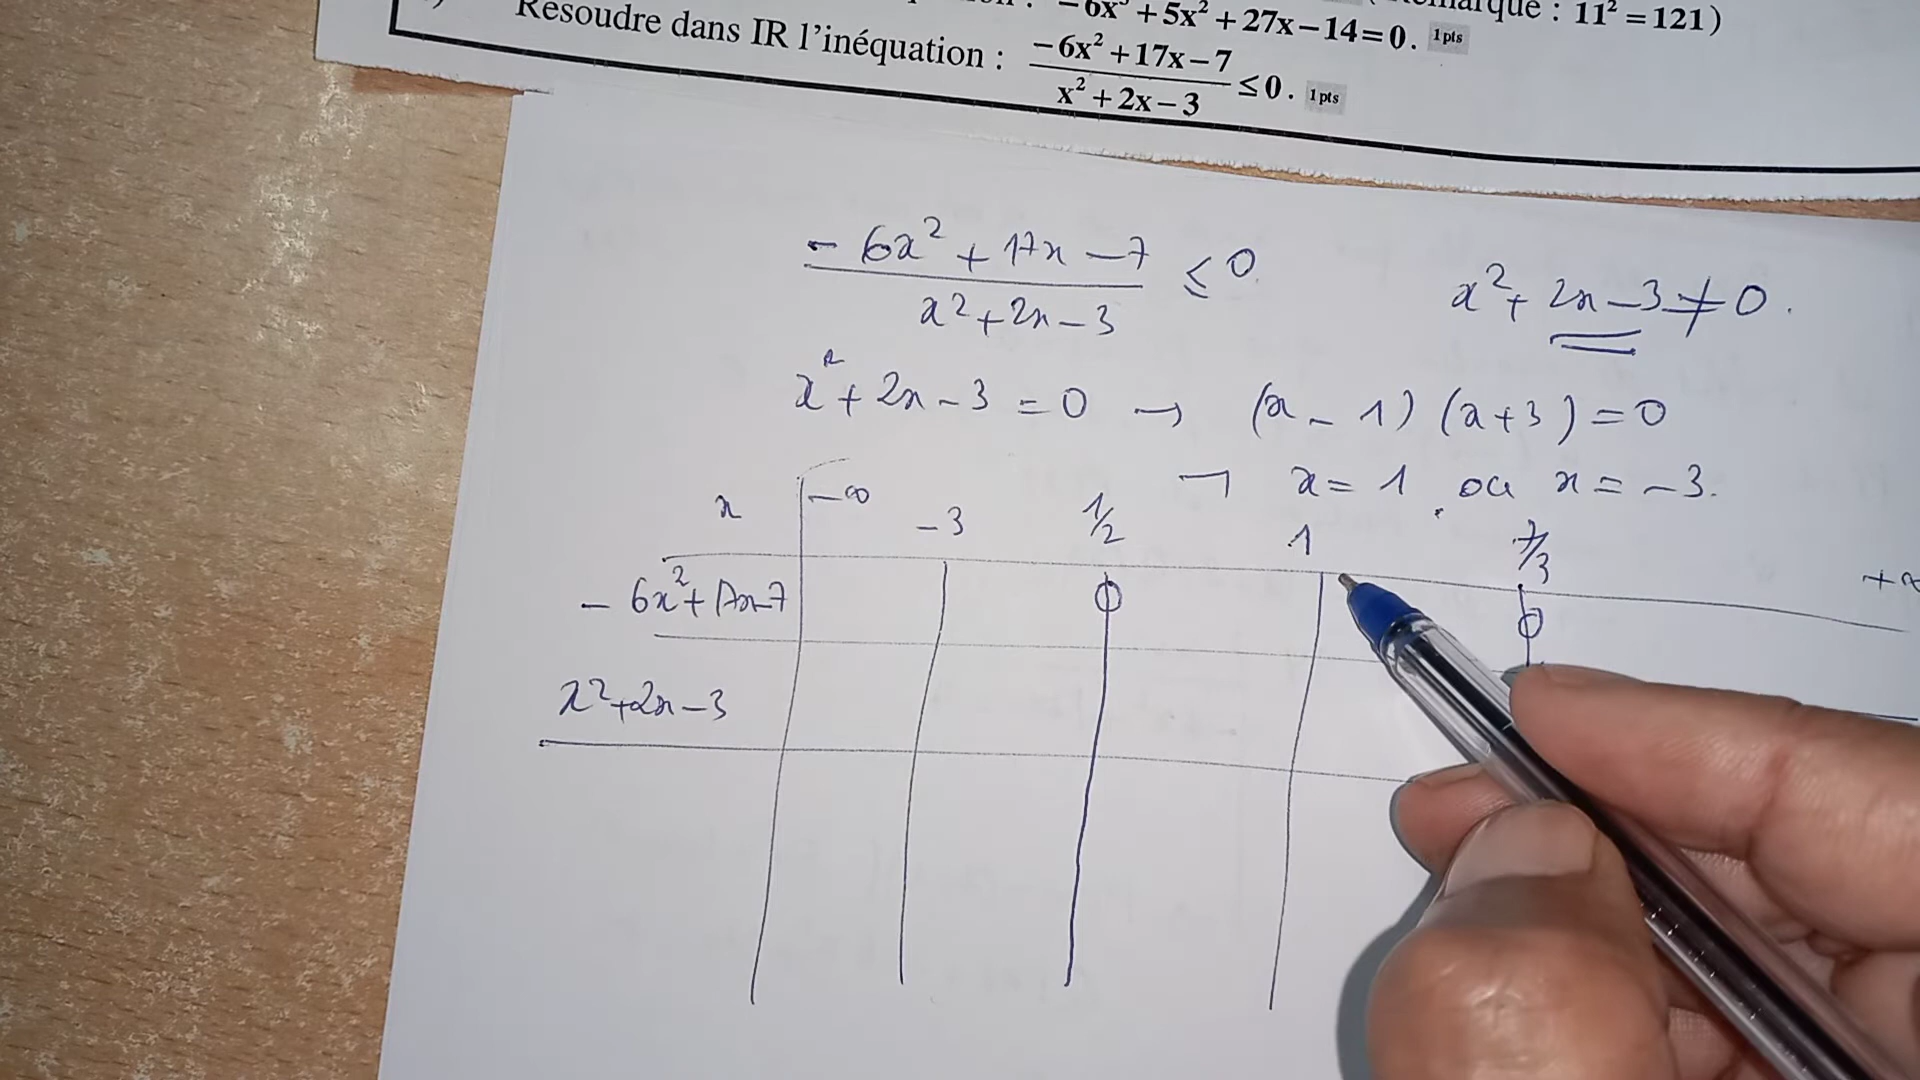 : −6x³ + 5x² + 27x − 14 = 0. 1pts
: 11² = 121)
Résoudre dans IR l'inéquation : (−6x² + 17x − 7)/(x² + 2x − 3) ≤ 0. 1pts
(- 6x² + 17x - 7)/(x² + 2x - 3) ≤ 0 x² + 2x - 3 ≠ 0.
x² + 2x - 3 = 0 → (x - 1) (x + 3) = 0
→ x = 1 ou x = -3.
x -∞ -3 1/2 1 7/3 +∞
- 6x² + 17x - 7 0 0
x² + 2x - 3